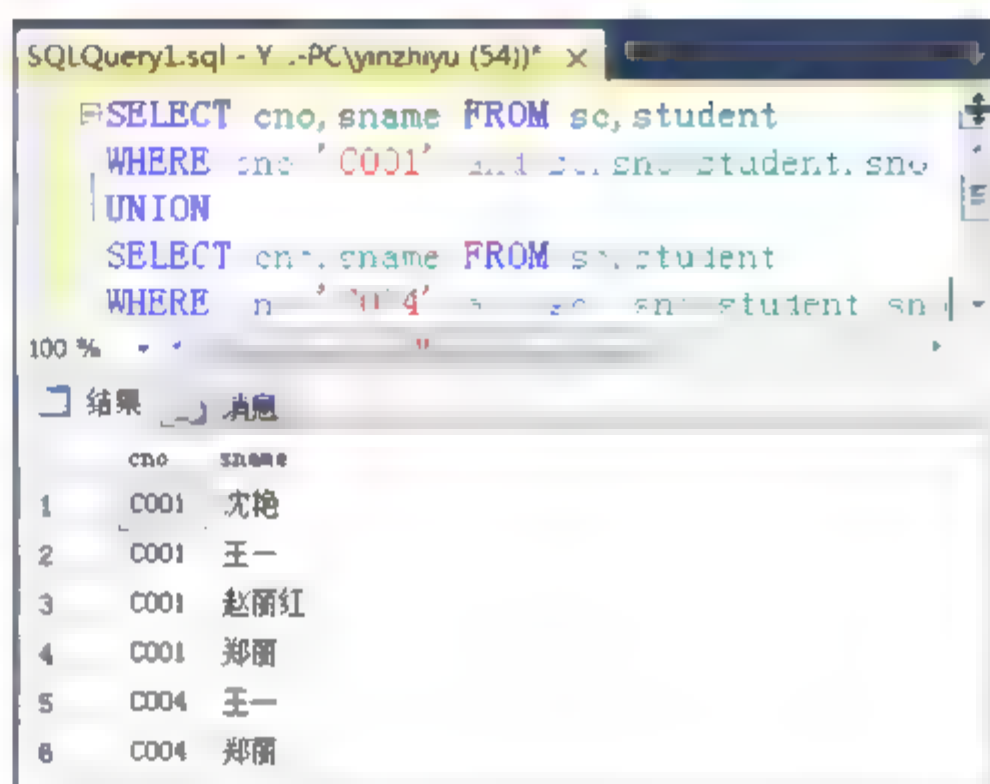 SQLQuery1.sql - Y...-PC\yinzhiyu (54))* ×
SELECT cno,sname FROM sc,student
WHERE 'C001' student.sno
UNION
SELECT sname FROM student
WHERE student
100 %
结果 消息
cno sname
1 C001 沈艳
2 C001 王一
3 C001 赵丽红
4 C001 郑丽
5 C004 王一
6 C004 郑丽